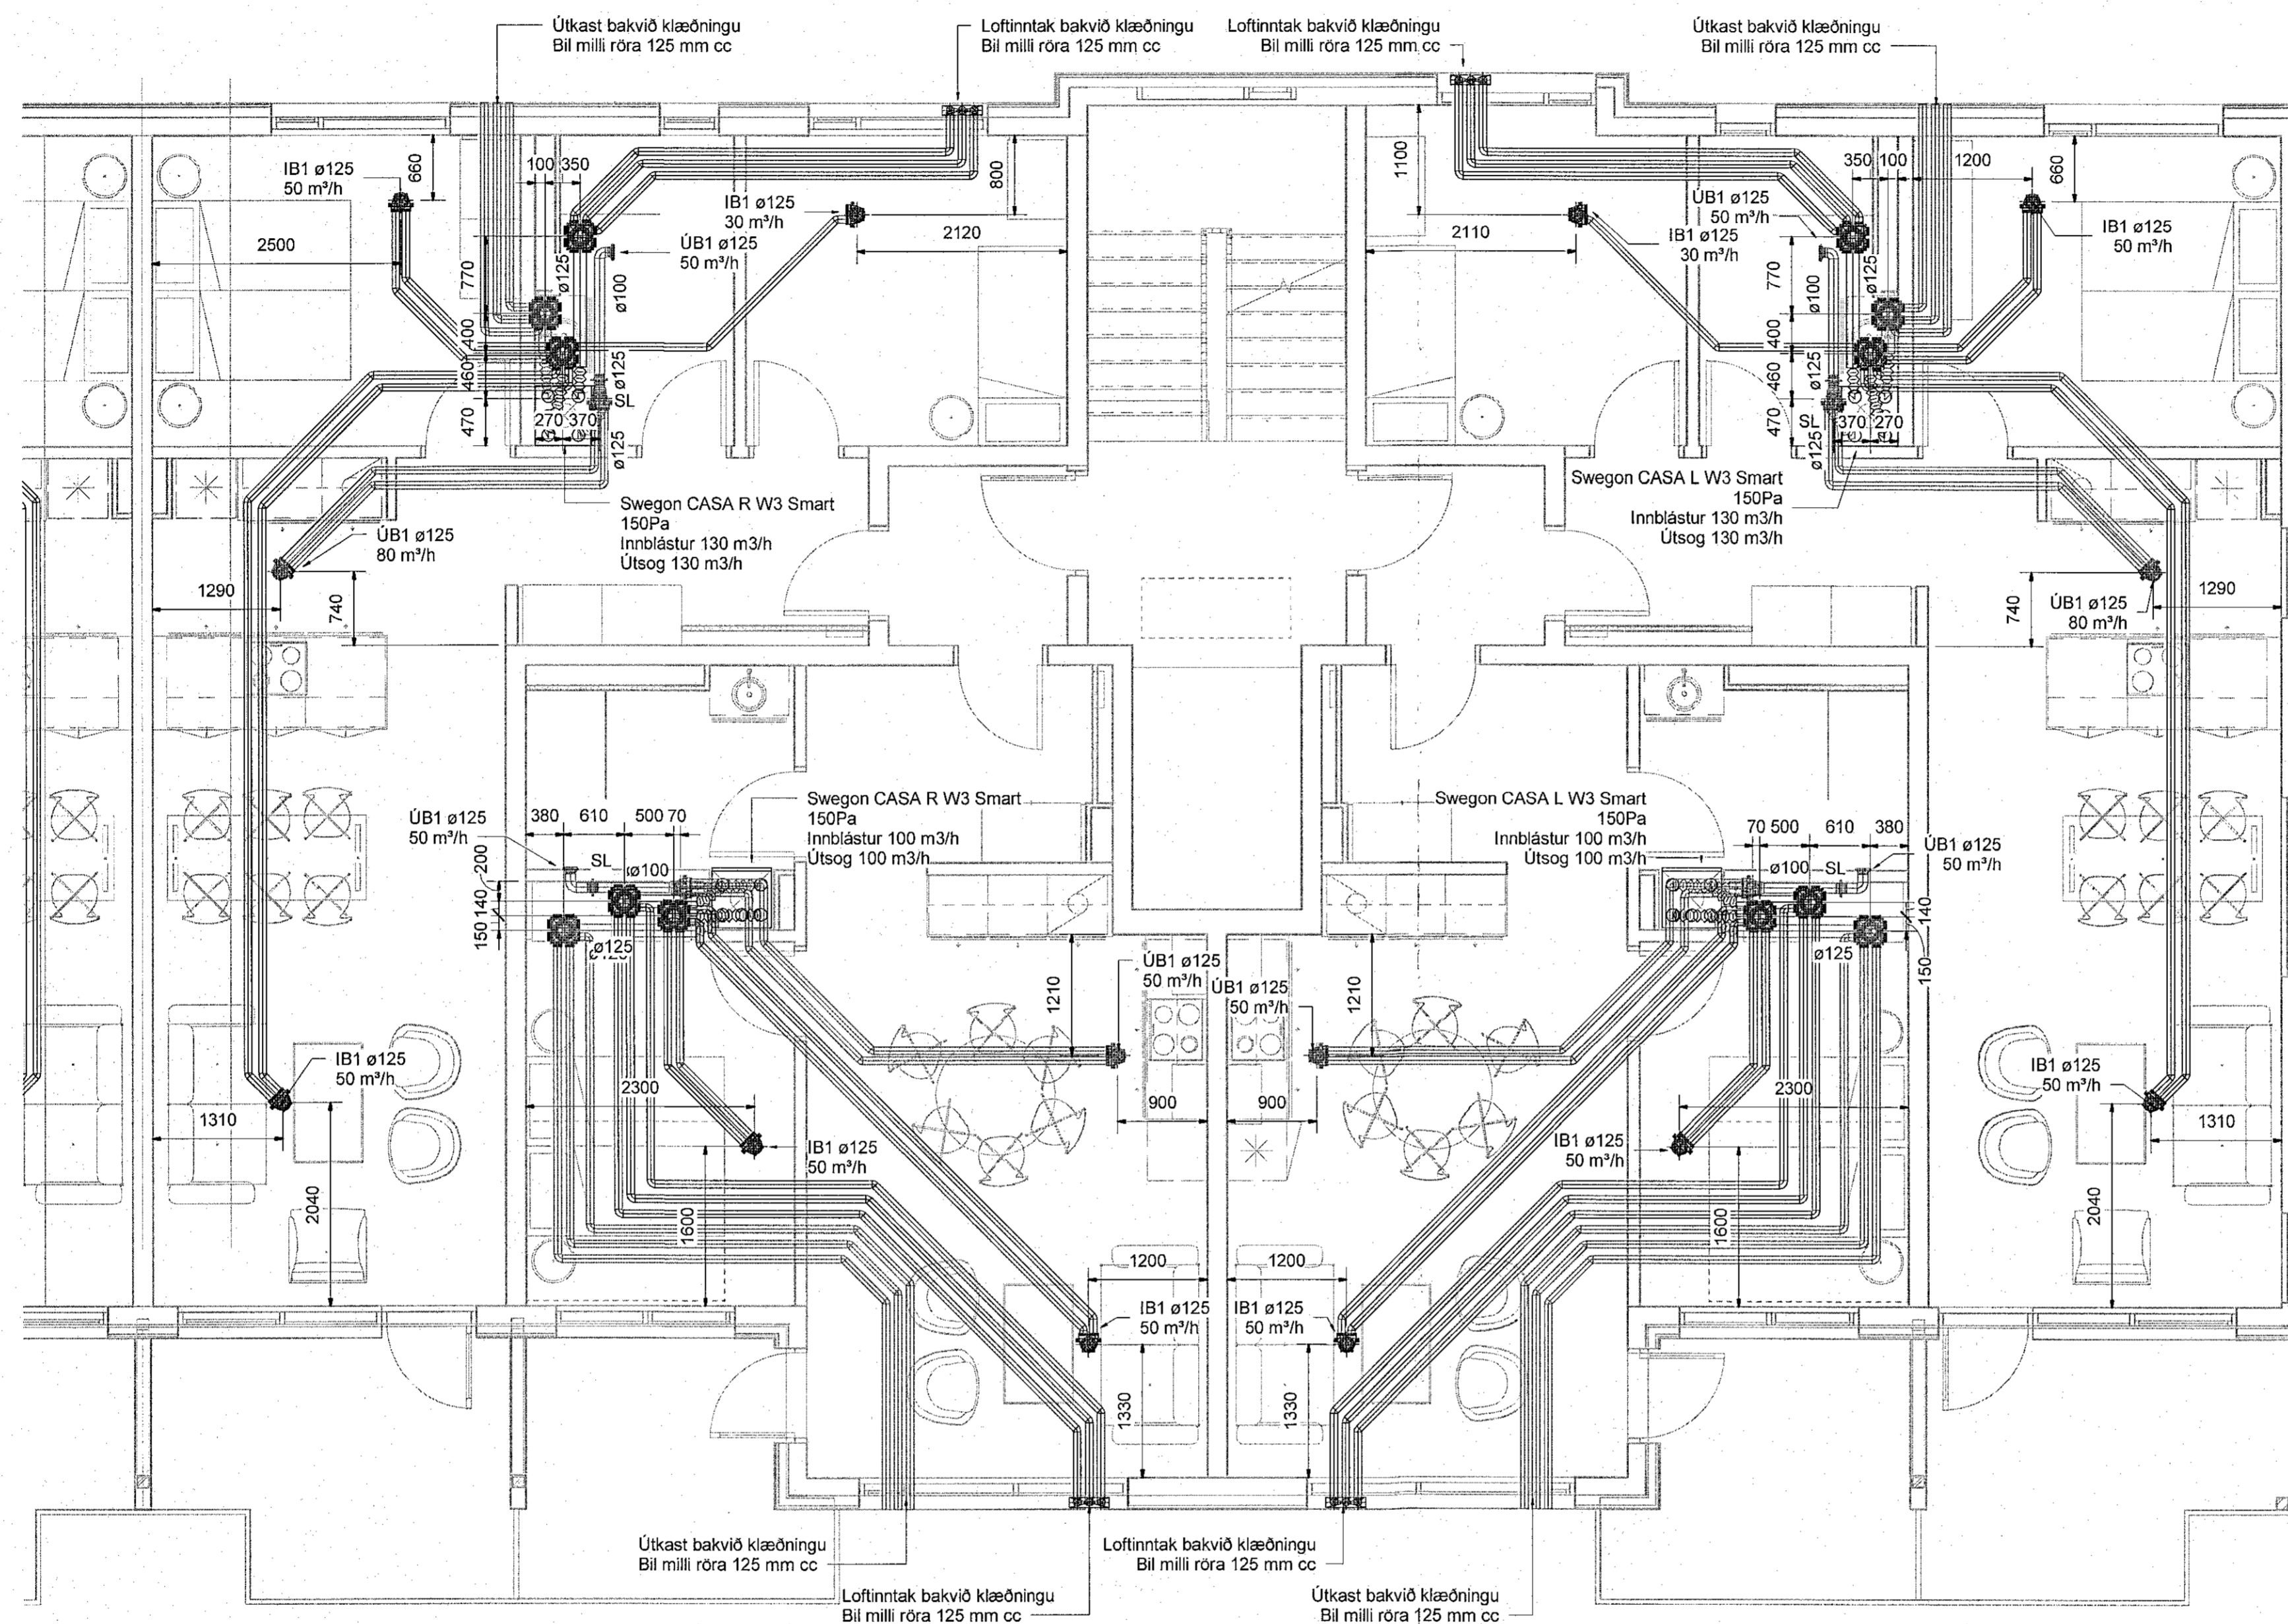 Útkast bakvið klæðningu
Bil milli röra 125 mm cc
Loftinntak bakvið klæðningu
Bil milli röra 125 mm cc
Loftinntak bakvið klæðningu
Bil milli röra 125 mm cc
Útkast bakvið klæðningu
Bil milli röra 125 mm cc
IB1 ø125
50 m³/h
660
100 350
800
1100
350 100
1200
660
2500
IB1 ø125
30 m³/h
ÚB1 ø125
50 m³/h
2120
2110
ÚB1 ø125
50 m³/h
IB1 ø125
30 m³/h
IB1 ø125
50 m³/h
770
ø125
ø100
400
460
ø125
SL
470
270 370
ø125
770
ø125
ø100
400
460
ø125
SL
470
370 270
ø125
Swegon CASA R W3 Smart
150Pa
Innblástur 130 m3/h
Útsog 130 m3/h
Swegon CASA L W3 Smart
150Pa
Innblástur 130 m3/h
Útsog 130 m3/h
ÚB1 ø125
80 m³/h
1290
740
740
ÚB1 ø125
80 m³/h
1290
ÚB1 ø125
50 m³/h
380 610 500 70
Swegon CASA R W3 Smart
150Pa
Innblástur 100 m3/h
Útsog 100 m3/h
Swegon CASA L W3 Smart
150Pa
Innblástur 100 m3/h
Útsog 100 m3/h
70 500 610 380
ÚB1 ø125
50 m³/h
200
140
150
SL
ø100
ø125
ø100
SL
ø125
140
150
1210
ÚB1 ø125
50 m³/h
ÚB1 ø125
50 m³/h
1210
IB1 ø125
50 m³/h
1310
2040
2300
900
900
2300
IB1 ø125
50 m³/h
1310
2040
IB1 ø125
50 m³/h
1600
IB1 ø125
50 m³/h
1600
1200
1200
IB1 ø125
50 m³/h
IB1 ø125
50 m³/h
1330
1330
Útkast bakvið klæðningu
Bil milli röra 125 mm cc
Loftinntak bakvið klæðningu
Bil milli röra 125 mm cc
Loftinntak bakvið klæðningu
Bil milli röra 125 mm cc
Útkast bakvið klæðningu
Bil milli röra 125 mm cc